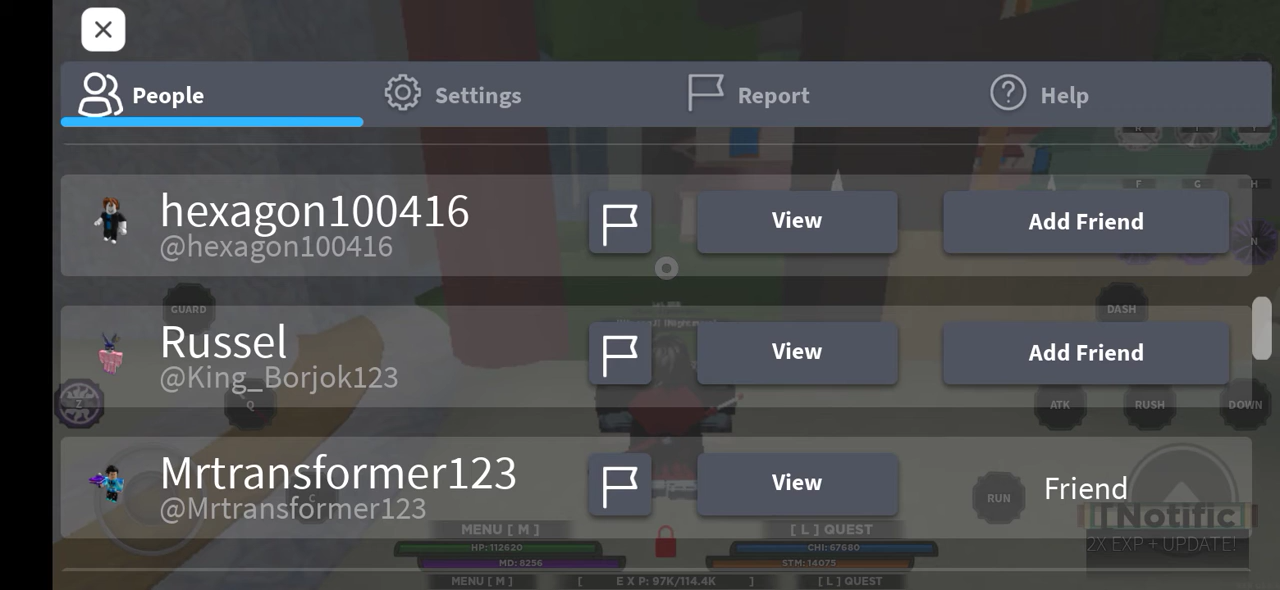 People
Settings
Report
Help
R
T
Y
F
G
H
hexagon100416
@hexagon100416
View
Add Friend
N
GUARD
DASH
Russel
@King_Borjok123
View
Add Friend
Z
Q
ATK
RUSH
DOWN
Mrtransformer123
@Mrtransformer123
View
Friend
C
RUN
[Notific
2X EXP + UPDATE!
MENU [ M ]
[ L ] QUEST
HP: 112620
CHI: 67680
MD: 8256
STM: 14075
MENU [ M ]
[ E X P: 97K/114.4K ]
[ L ] QUEST